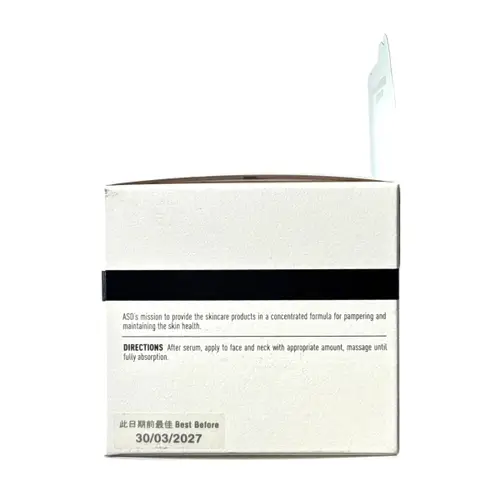 ASD's mission to provide the skincare products in a concentrated formula for pampering and
maintaining the skin health.
DIRECTIONS After serum, apply to face and neck with appropriate amount, massage until
fully absorption.
此日期前最佳 Best Before
30/03/2027